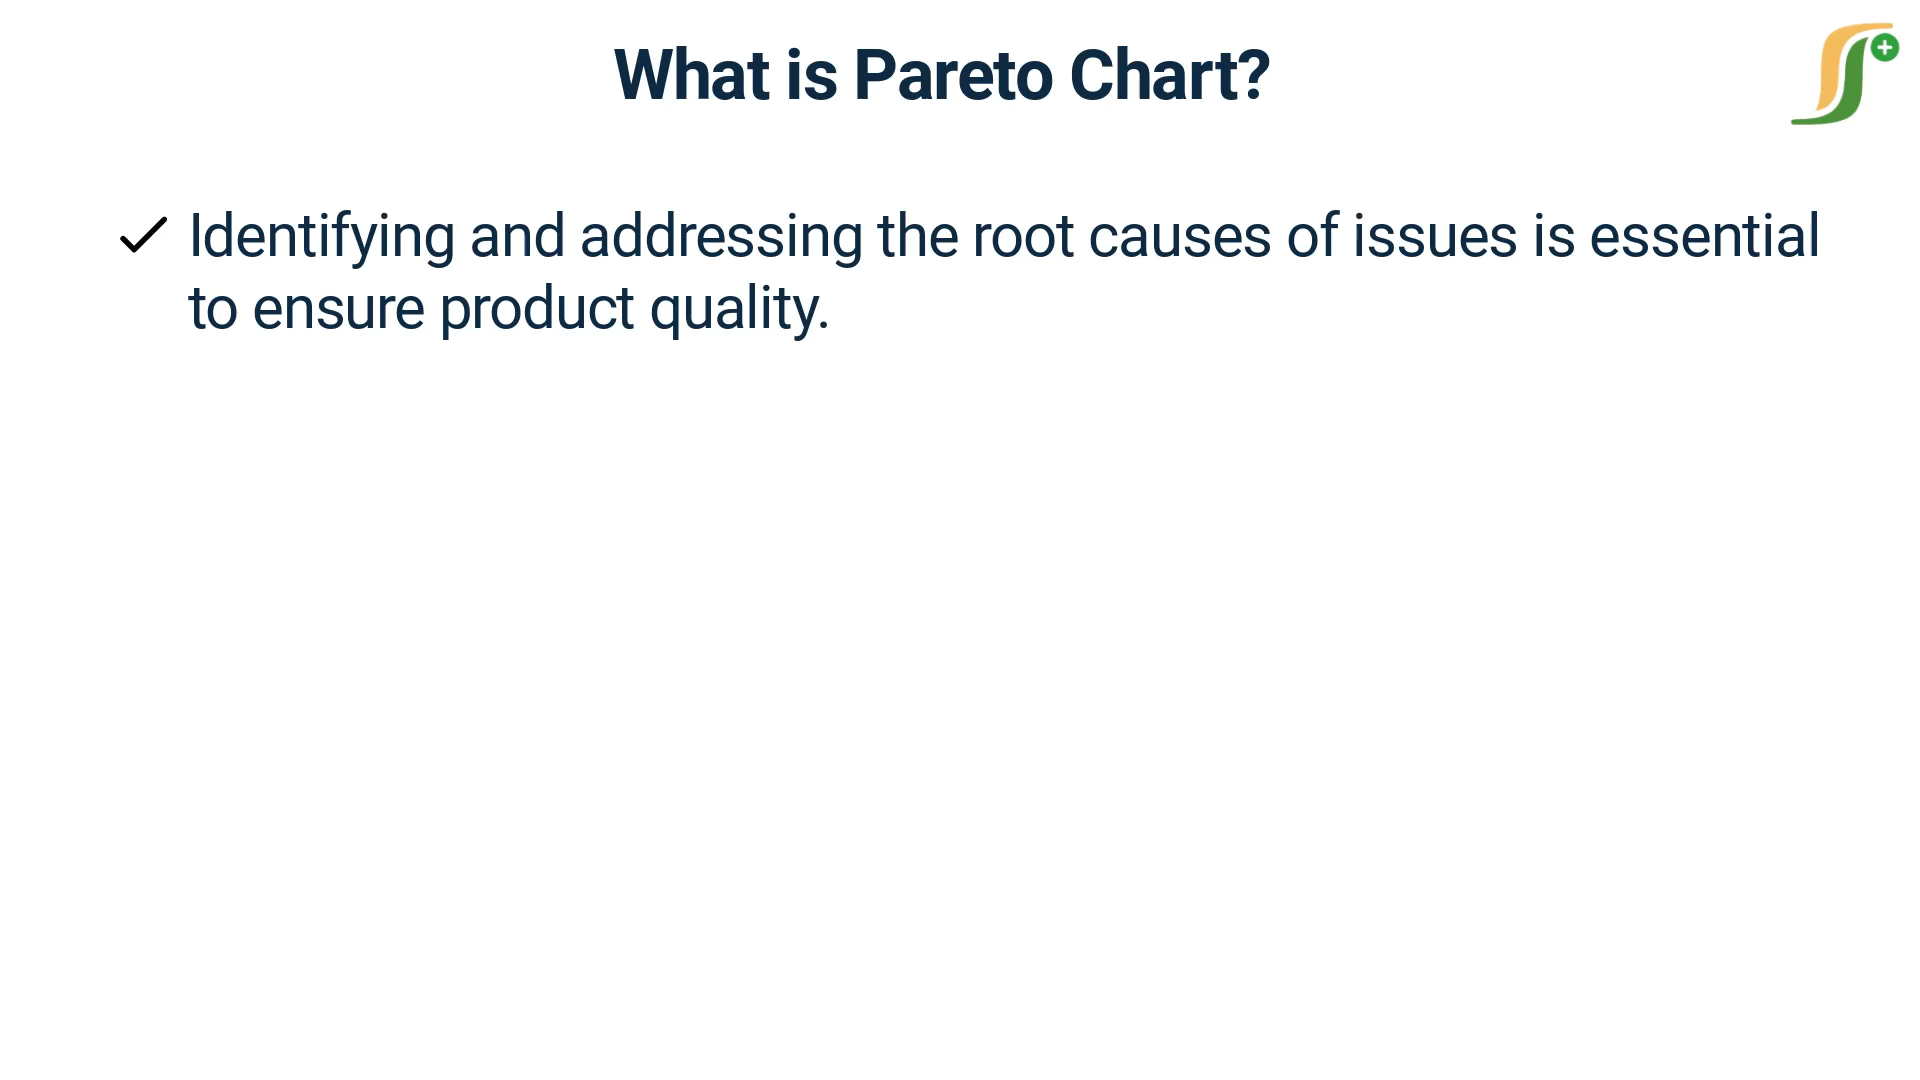 What is Pareto Chart?
Identifying and addressing the root causes of issues is essential
to ensure product quality.